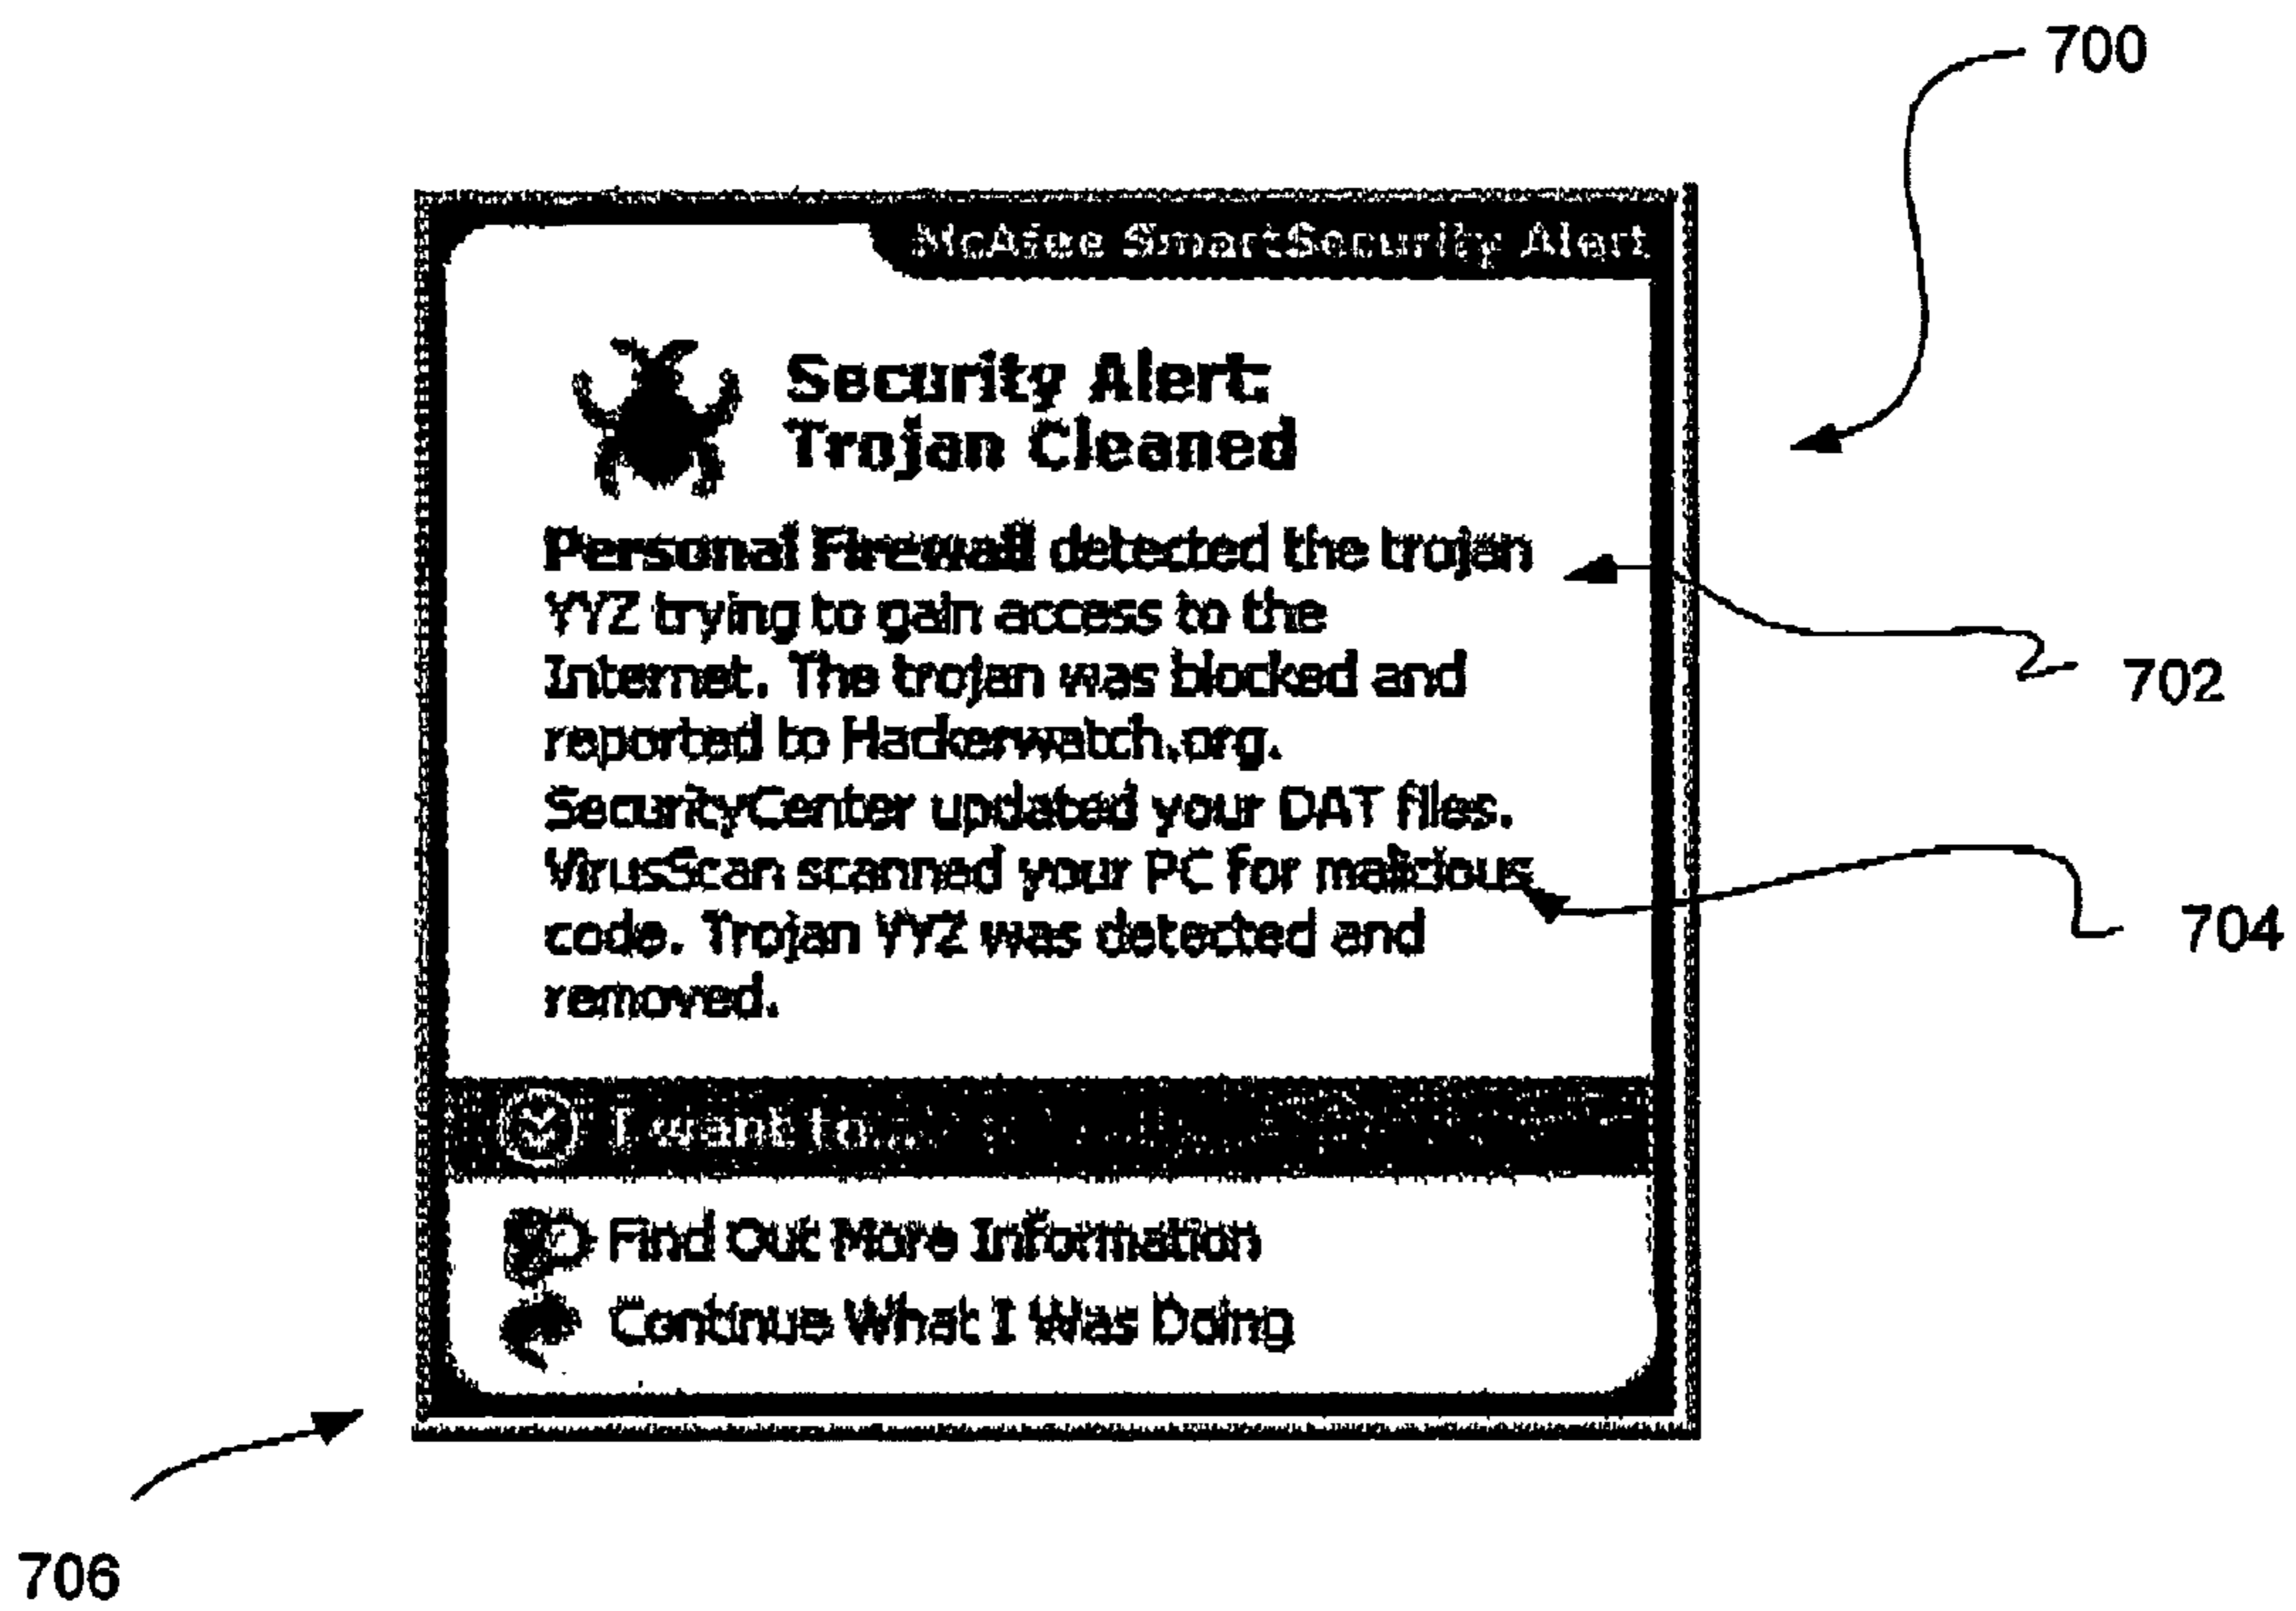 700
McAfee SmartSecurity Alert
Security Alert:
Trojan Cleaned
Personal Firewall detected the trojan
YYZ trying to gain access to the
Internet. The trojan was blocked and
reported to Hackerwatch.org.
SecurityCenter updated your DAT files.
VirusScan scanned your PC for malicious
code. Trojan YYZ was detected and
removed.
702
704
I want to...
Find Out More Information
Continue What I Was Doing
706